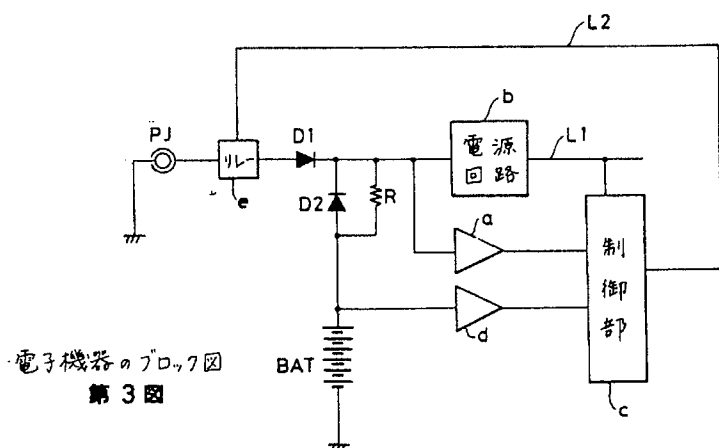 L2
b
PJ
リレー
D1
電源
回路
L1
e
D2
R
a
制
御
部
d
BAT
c
電子機器のブロック図
第3図